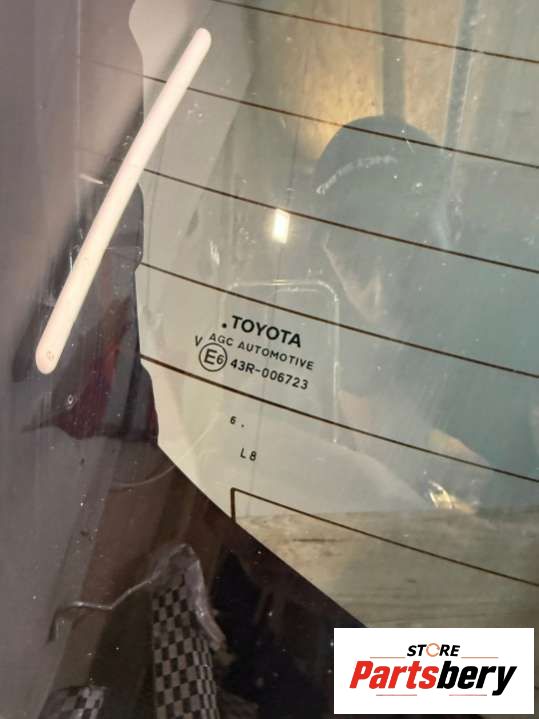 .TOYOTA
AGC AUTOMOTIVE
V E6 43R-006723
6.
L8
STORE
Partsbery